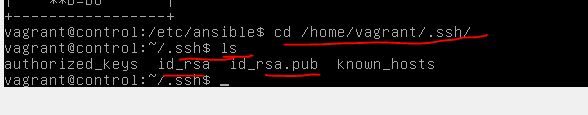 |     **B-BU      |
+-----------------+
vagrant@control:/etc/ansible$ cd /home/vagrant/.ssh/
vagrant@control:~/.ssh$ ls
authorized_keys  id_rsa  id_rsa.pub  known_hosts
vagrant@control:~/.ssh$ _